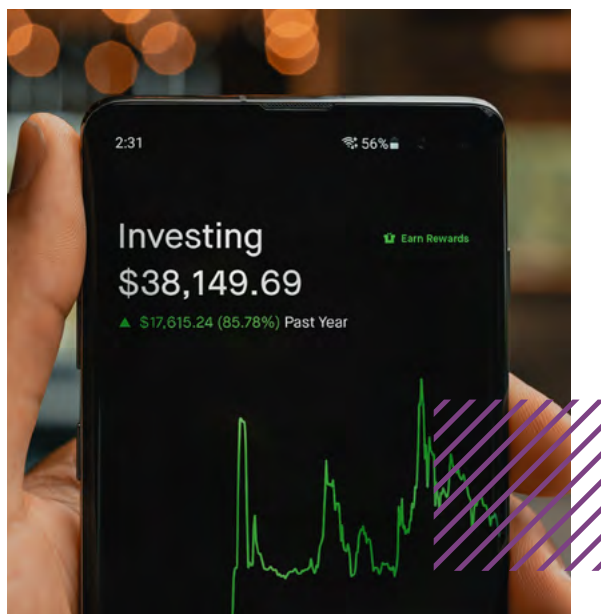 2:31 56%
Investing
Earn Rewards
$38,149.69
▲ $17,615.24 (85.78%) Past Year